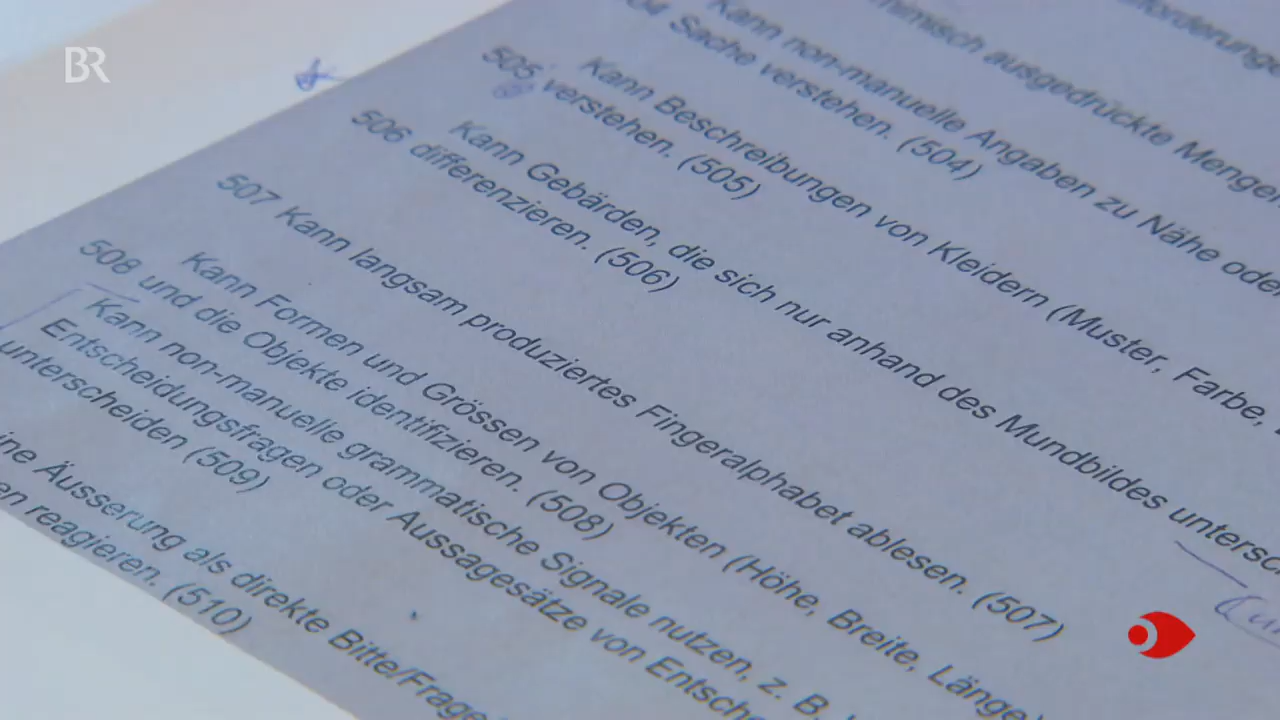 BR
mimisch ausgedrückte
Kann non-manuelle Angaben zu Nähe
Sache verstehen. (504)
Kann Beschreibungen von Kleidern (Muster, Farbe,
505 verstehen. (505)
Kann Gebärden, die sich nur anhand des Mundbildes
506 differenzieren. (506)
507 Kann langsam produziertes Fingeralphabet ablesen. (507)
Kann Formen und Grössen von Objekten (Höhe, Breite, Länge)
508 und die Objekte identifizieren. (508)
Kann non-manuelle grammatische Signale nutzen, z. B.
Entscheidungsfragen oder Aussagesätze von
unterscheiden (509)
Äusserung als direkte Bitte/Frage
reagieren. (510)